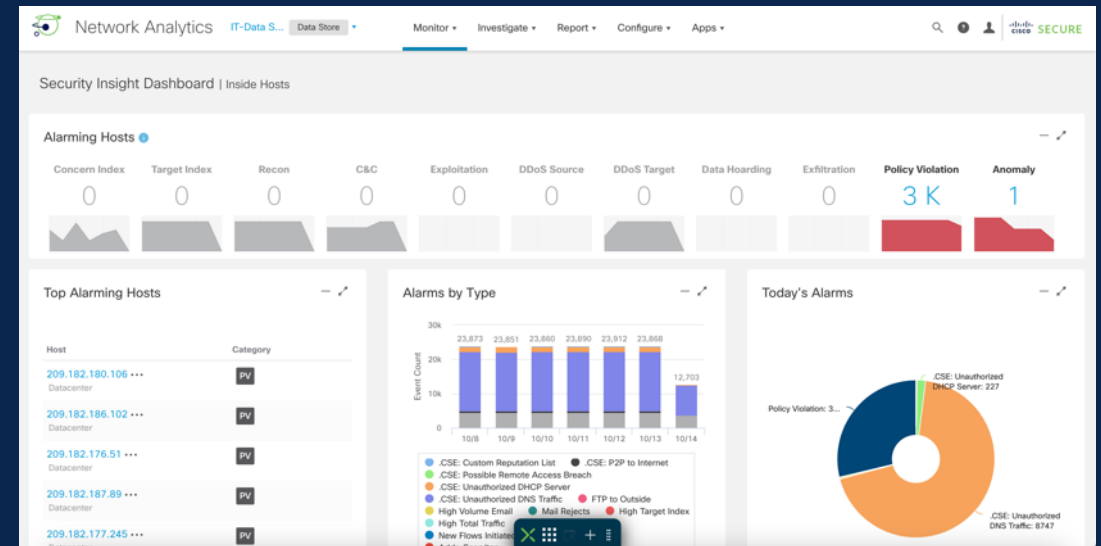 Network Analytics IT-Data S... Data Store Monitor Investigate Report Configure Apps cisco SECURE
Security Insight Dashboard | Inside Hosts
Alarming Hosts
Concern Index Target Index Recon C&C Exploitation DDoS Source DDoS Target Data Hoarding Exfiltration Policy Violation Anomaly
0 0 0 0 0 0 0 0 0 3 K 1
Top Alarming Hosts
Host Category
209.182.180.106 ••• PV
Datacenter
209.182.186.102 ••• PV
Datacenter
209.182.176.51 ••• PV
Datacenter
209.182.187.89 ••• PV
Datacenter
209.182.177.245 ••• PV
Alarms by Type
30k
20k
10k
0
Event Count
23,873 23,851 23,860 23,890 23,912 23,868 12,703
10/8 10/9 10/10 10/11 10/12 10/13 10/14
.CSE: Custom Reputation List .CSE: P2P to Internet
.CSE: Possible Remote Access Breach
.CSE: Unauthorized DHCP Server
.CSE: Unauthorized DNS Traffic FTP to Outside
High Volume Email Mail Rejects High Target Index
High Total Traffic
New Flows Initiated
Today's Alarms
.CSE: Unauthorized
DHCP Server: 227
Policy Violation: 3...
.CSE: Unauthorized
DNS Traffic: 8747